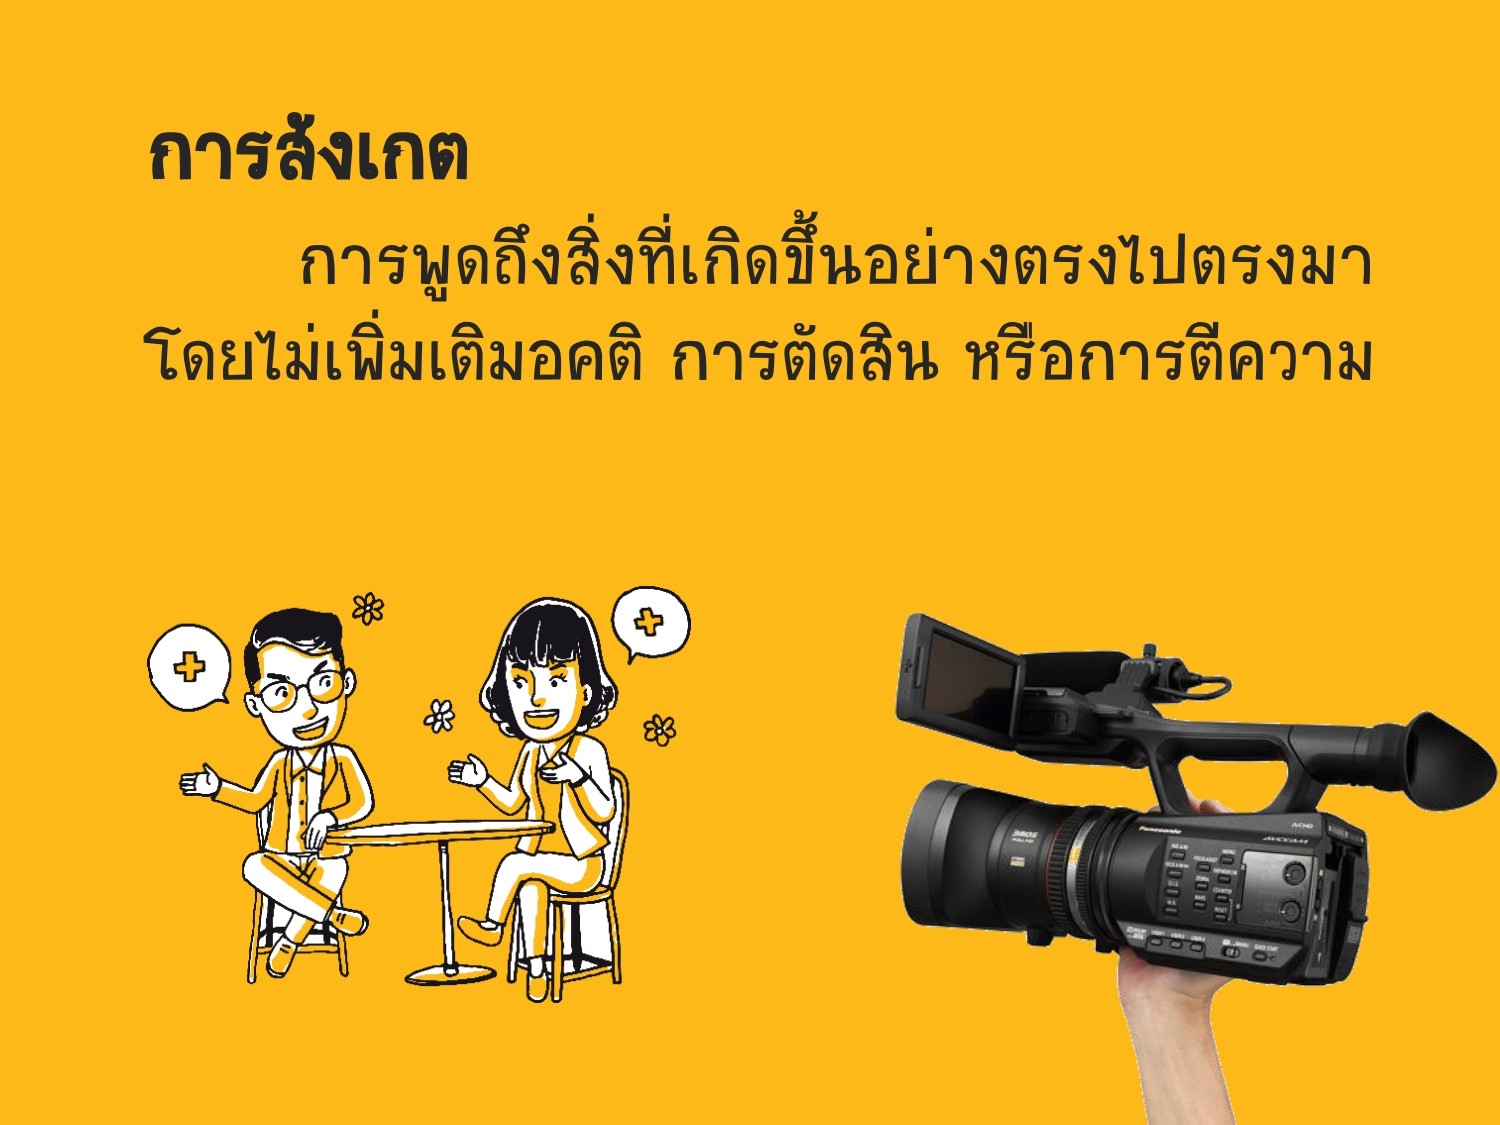 การสังเกต
การพูดถึงสิ่งที่เกิดขึ้นอย่างตรงไปตรงมา
โดยไม่เพิ่มเติมอคติ การตัดสิน หรือการตีความ
Panasonic
AVCCAM